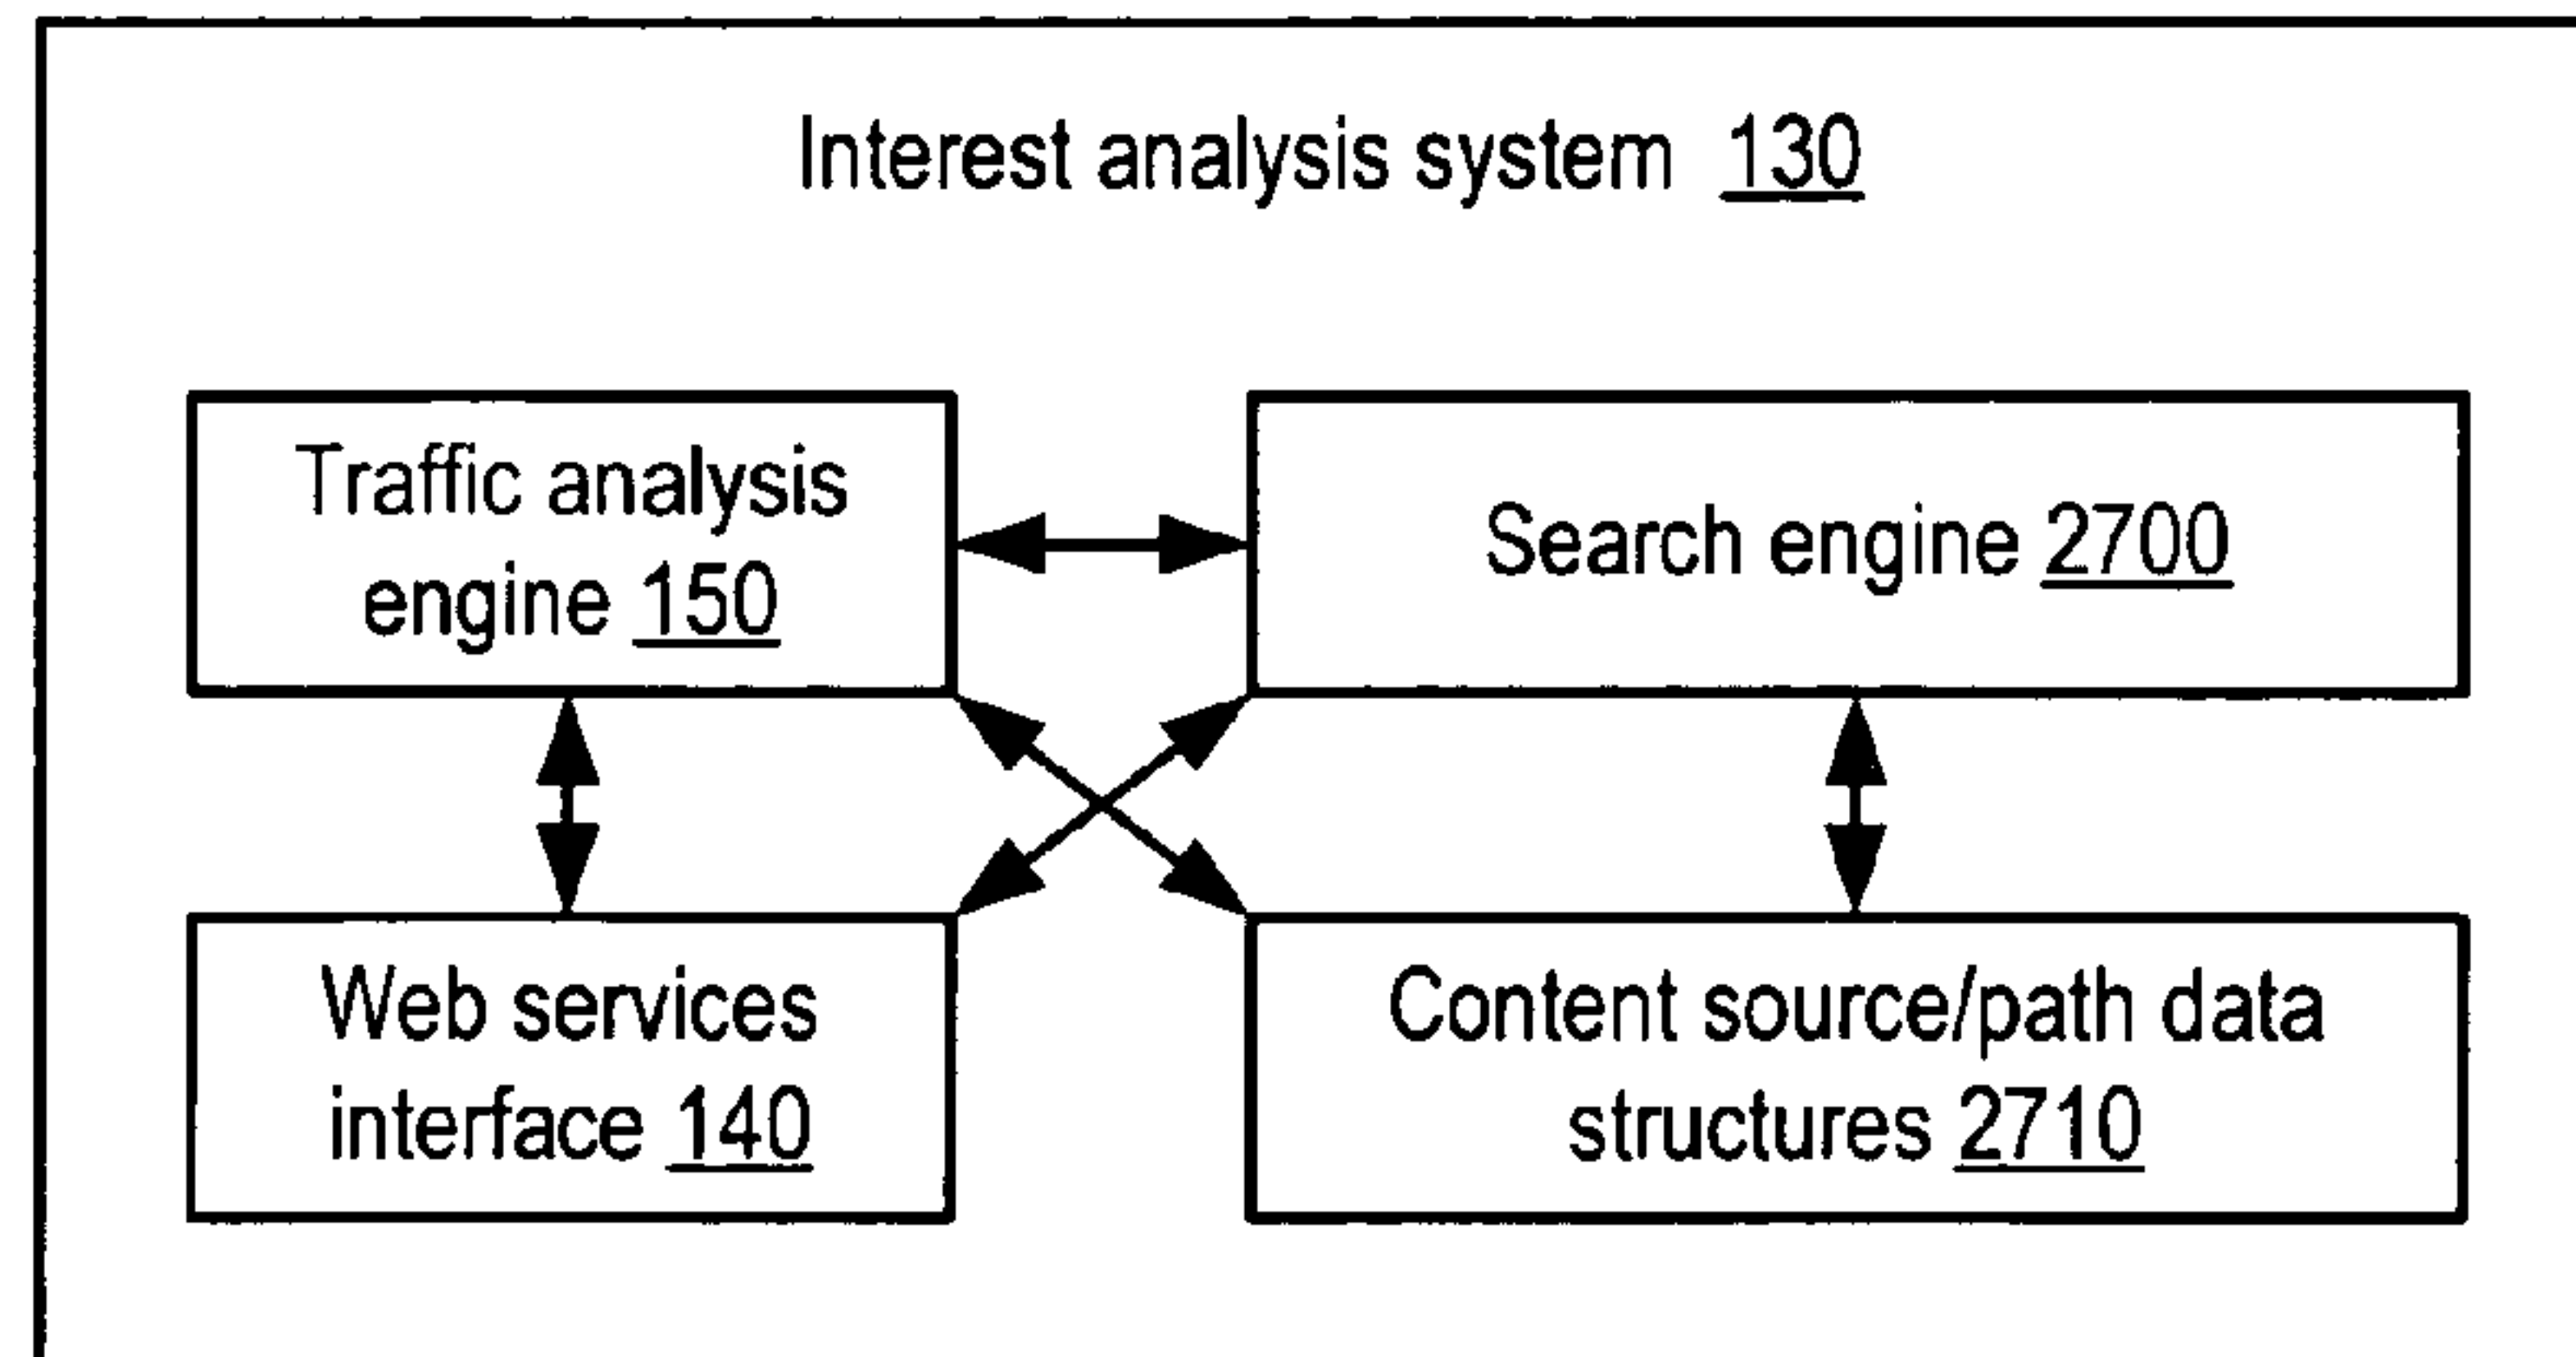 Interest analysis system 130
Traffic analysis
engine 150
Search engine 2700
Web services
interface 140
Content source/path data
structures 2710